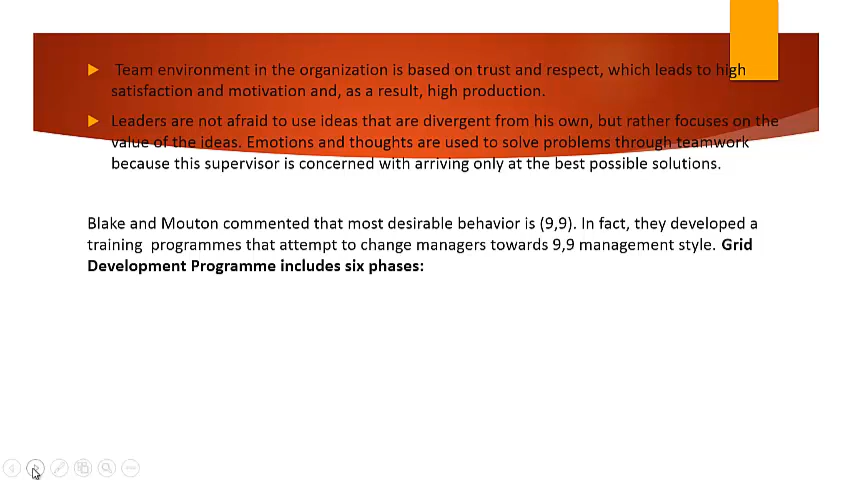 Team environment in the organization is based on trust and respect, which leads to high
satisfaction and motivation and, as a result, high production.
Leaders are not afraid to use ideas that are divergent from his own, but rather focuses on the
value of the ideas. Emotions and thoughts are used to solve problems through teamwork
because this supervisor is concerned with arriving only at the best possible solutions.
Blake and Mouton commented that most desirable behavior is (9,9). In fact, they developed a
training programmes that attempt to change managers towards 9,9 management style. Grid
Development Programme includes six phases: